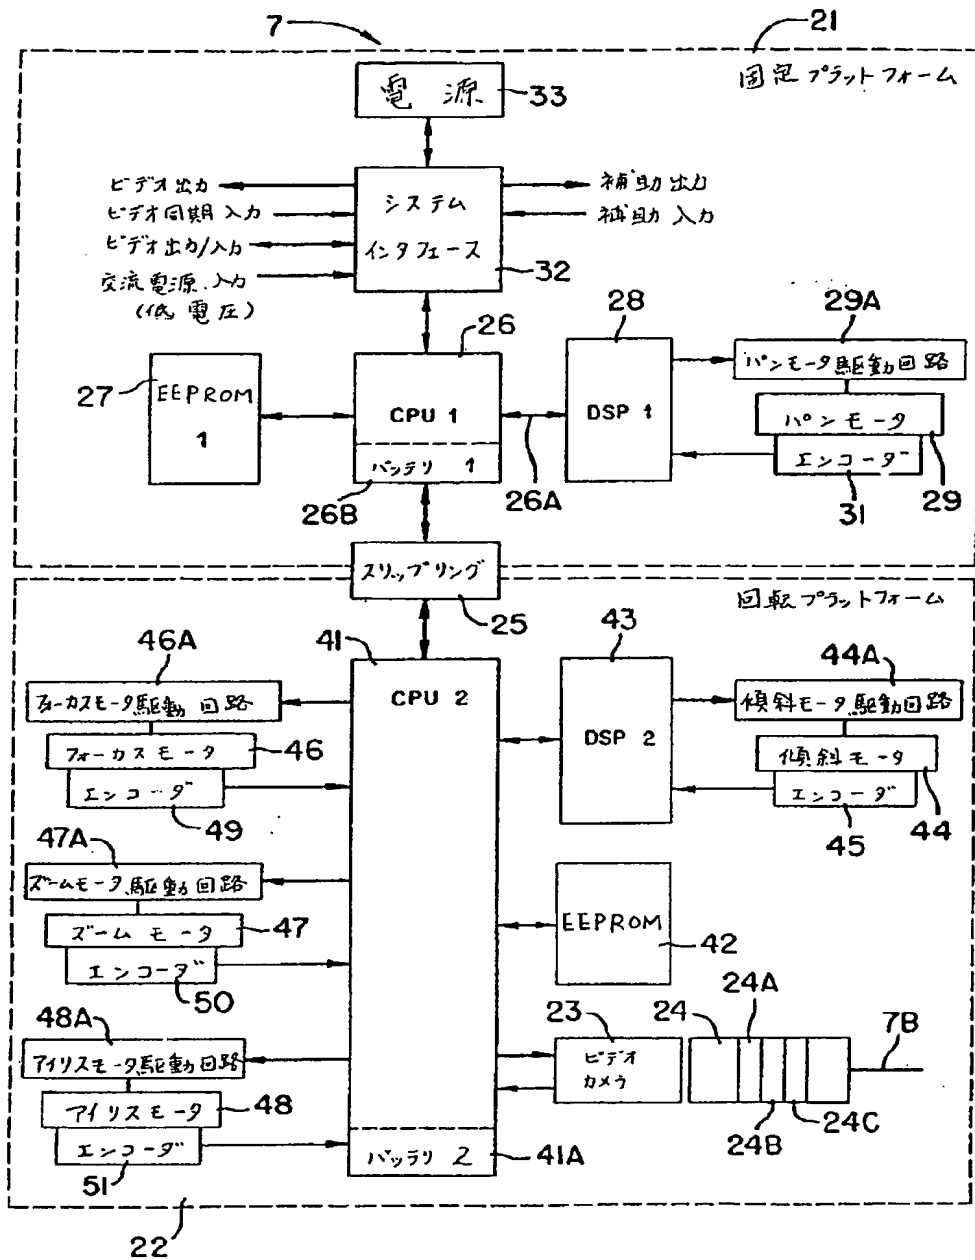 7
21
固定プラットフォーム
電源
33
ビデオ出力
ビデオ同期入力
ビデオ出力/入力
交流電源入力
(低電圧)
システム
インタフェース
32
補助出力
補助入力
26
28
29A
27
EEPROM
1
CPU 1
バッテリ 1
26B
26A
DSP 1
パンモータ駆動回路
パンモータ
エンコーダ
31
29
スリップリング
25
回転プラットフォーム
46A
41
43
44A
フォーカスモータ駆動回路
フォーカスモータ
46
エンコーダ
49
CPU 2
DSP 2
傾斜モータ駆動回路
傾斜モータ
エンコーダ
44
45
47A
ズームモータ駆動回路
ズームモータ
47
エンコーダ
50
EEPROM
42
48A
アイリスモータ駆動回路
アイリスモータ
48
エンコーダ
51
23
ビデオ
カメラ
24
24A
24B
24C
7B
バッテリ 2
41A
22